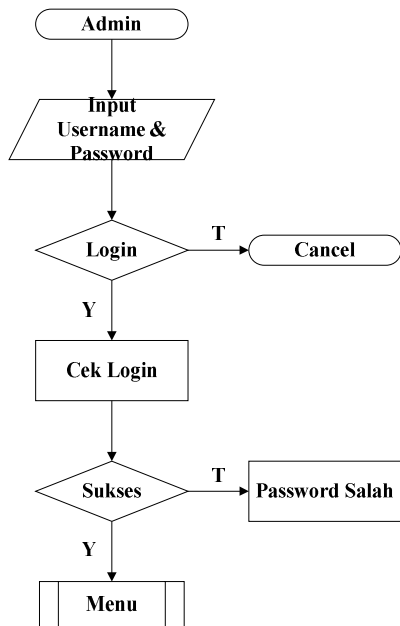 Admin
Input
Username &
Password
Login
T
Cancel
Y
Cek Login
Sukses
T
Password Salah
Y
Menu